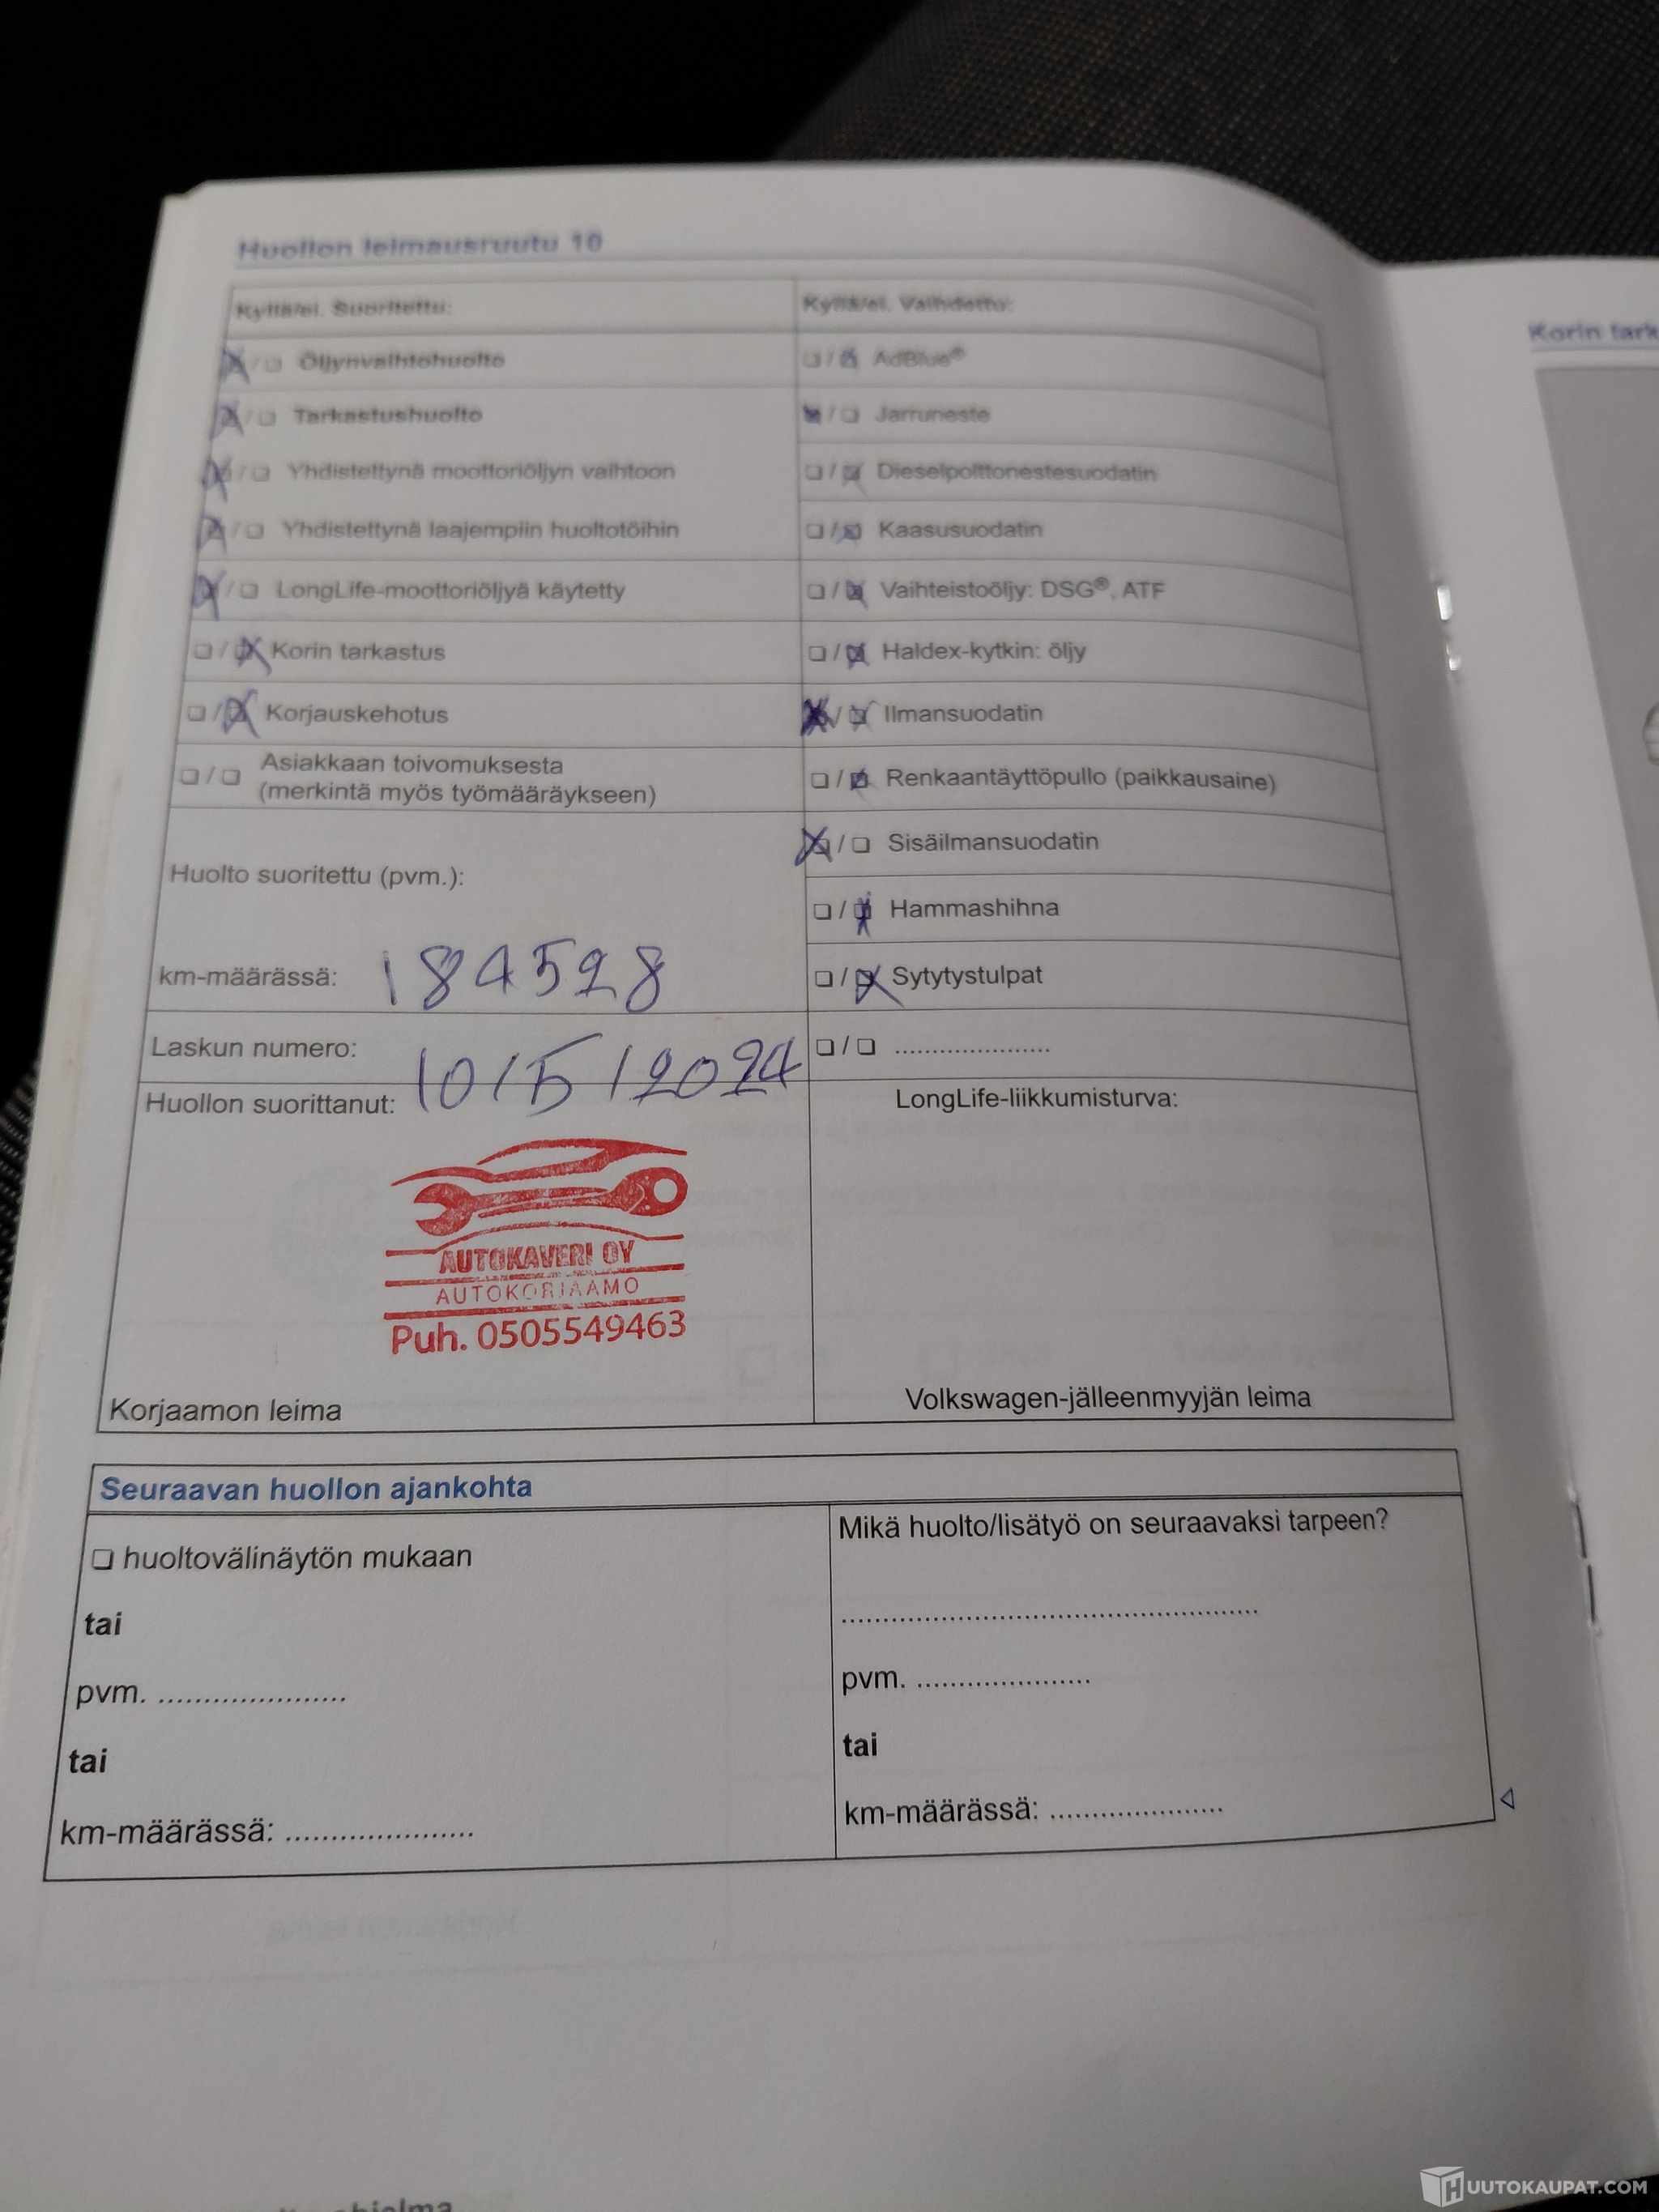 Huollon leimausruutu 10
Kyllä/ei. Suoritettu:
☒/☐ Öljynvaihtohuolto
☒/☐ Tarkastushuolto
☒/☐ Yhdistettynä moottoriöljyn vaihtoon
☒/☐ Yhdistettynä laajempiin huoltotöihin
☒/☐ LongLife-moottoriöljyä käytetty
☐/☒ Korin tarkastus
☐/☒ Korjauskehotus
☐/☐ Asiakkaan toivomuksesta
(merkintä myös työmääräykseen)
Huolto suoritettu (pvm.):
km-määrässä: 184528
Laskun numero:
10/5/2024
Huollon suorittanut:
AUTOKAVERI OY
AUTOKORJAAMO
Puh. 0505549463
Korjaamon leima
Kyllä/ei. Vaihdettu:
☐/☒ AdBlue®
☒/☐ Jarruneste
☐/☒ Dieselpolttonestesuodatin
☐/☒ Kaasusuodatin
☐/☒ Vaihteistoöljy: DSG®, ATF
☐/☒ Haldex-kytkin: öljy
☒/☒ Ilmansuodatin
☐/☒ Renkaantäyttöpullo (paikkausaine)
☒/☐ Sisäilmansuodatin
☐/☒ Hammashihna
☐/☒ Sytytystulpat
☐/☐ ......................
LongLife-liikkumisturva:
Volkswagen-jälleenmyyjän leima
Seuraavan huollon ajankohta
☐ huoltovälinäytön mukaan
tai
pvm. ......................
tai
km-määrässä: ......................
Mikä huolto/lisätyö on seuraavaksi tarpeen?
......................................................
pvm. ......................
tai
km-määrässä: ......................
Korin
HUUTOKAUPAT.COM